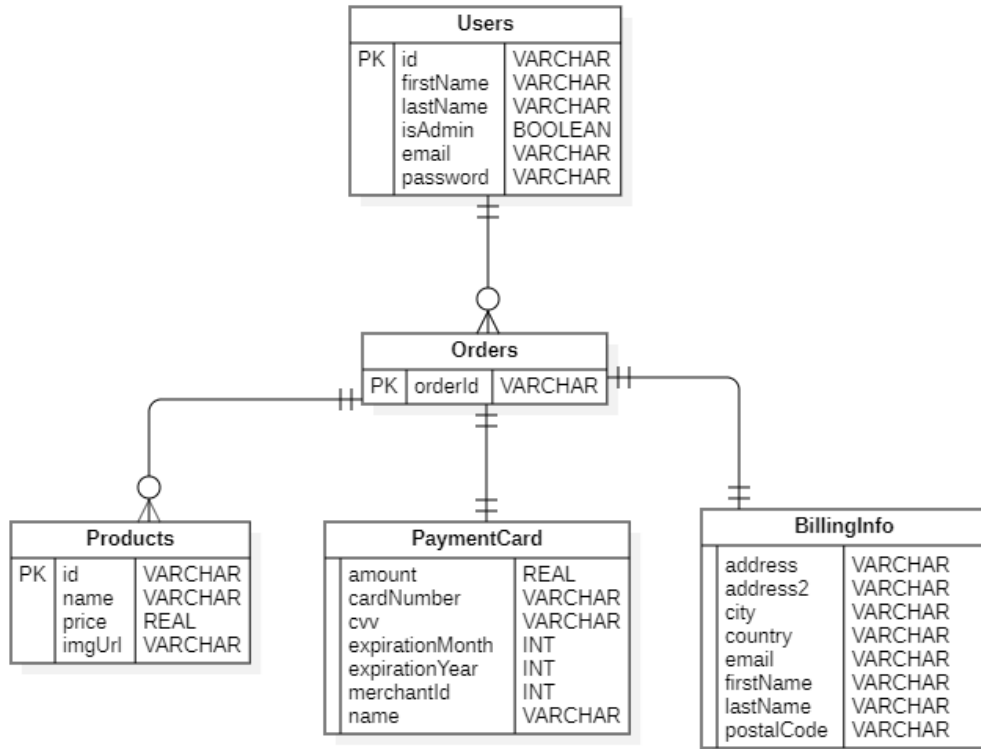 Users
PK id VARCHAR
firstName VARCHAR
lastName VARCHAR
isAdmin BOOLEAN
email VARCHAR
password VARCHAR
Orders
PK orderId VARCHAR
Products
PK id VARCHAR
name VARCHAR
price REAL
imgUrl VARCHAR
PaymentCard
amount REAL
cardNumber VARCHAR
cvv VARCHAR
expirationMonth INT
expirationYear INT
merchantId INT
name VARCHAR
BillingInfo
address VARCHAR
address2 VARCHAR
city VARCHAR
country VARCHAR
email VARCHAR
firstName VARCHAR
lastName VARCHAR
postalCode VARCHAR